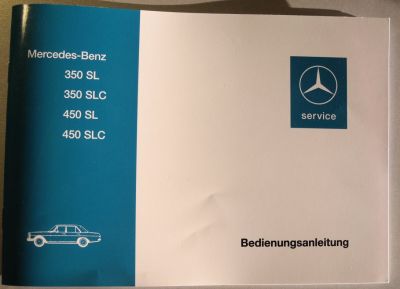 Mercedes-Benz
350 SL
350 SLC
450 SL
450 SLC
service
Bedienungsanleitung